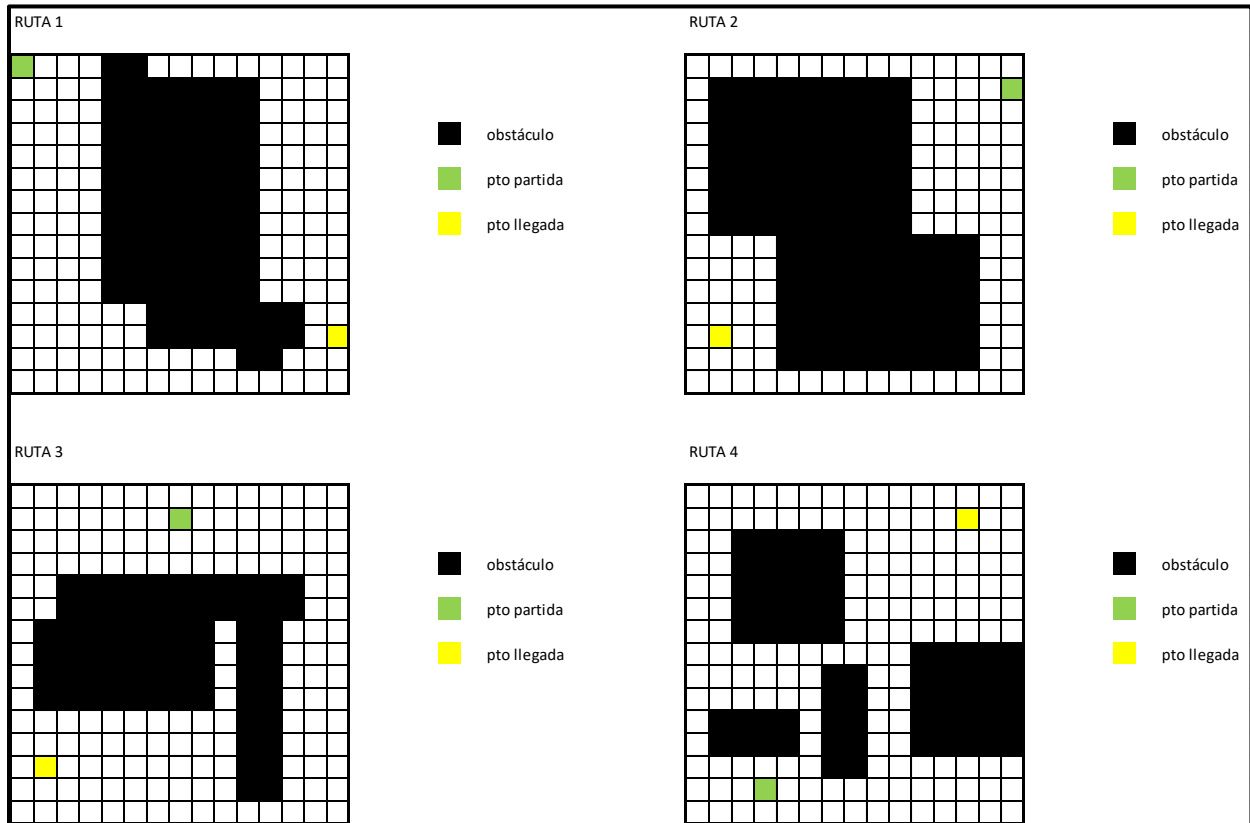 RUTA 1
obstáculo
pto partida
pto llegada
RUTA 2
obstáculo
pto partida
pto llegada
RUTA 3
obstáculo
pto partida
pto llegada
RUTA 4
obstáculo
pto partida
pto llegada